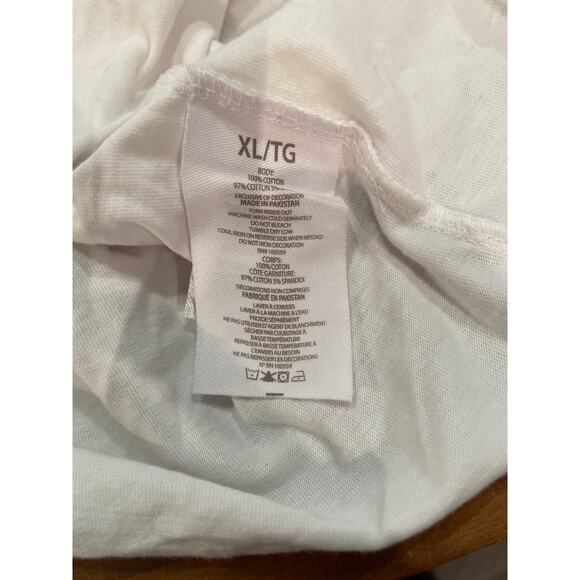 XL/TG
BODY:
100% COTTON
97% COTTON 3%
EXCLUSIVE OF DECORATION
MADE IN PAKISTAN
TURN INSIDE OUT
MACHINE WASH COLD SEPARATELY
DO NOT BLEACH
TUMBLE DRY LOW
COOL IRON ON REVERSE SIDE WHEN NEEDED
DO NOT IRON DECORATION
RN# 160559
CORPS:
100% COTON
CÔTE GARNITURE:
97% COTON 3% SPANDEX
DÉCORATIONS NON COMPRISES
FABRIQUÉ EN PAKISTAN
LAVER À L'ENVERS
LAVER À LA MACHINE À L'EAU
FROIDE SÉPARÉMENT
NE PAS UTILISER D'AGENT DE BLANCHIMENT
SÉCHER PAR CULBUTAGE À
BASSE TEMPÉRATURE
REPASSER À BASSE TEMPÉRATURE À
L'ENVERS AU BESOIN
NE PAS REPASSER LES DÉCORATIONS
N° RN 160559